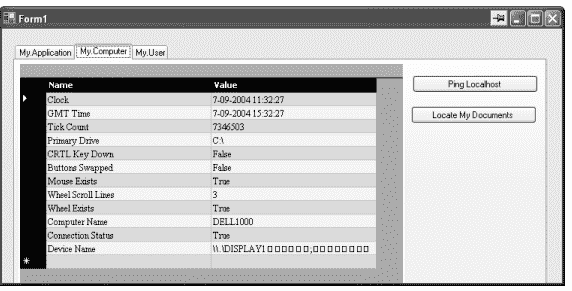 Form1
My.Application My.Computer My.User
Name Value
Clock 7-09-2004 11:32:27
GMT Time 7-09-2004 15:32:27
Tick Count 7346503
Primary Drive C:\
CRTL Key Down False
Buttons Swapped False
Mouse Exists True
Wheel Scroll Lines 3
Wheel Exists True
Computer Name DELL1000
Connection Status True
Device Name \\.\DISPLAY1□□□□□□;□□□□□□□□
Ping Localhost
Locate My Documents